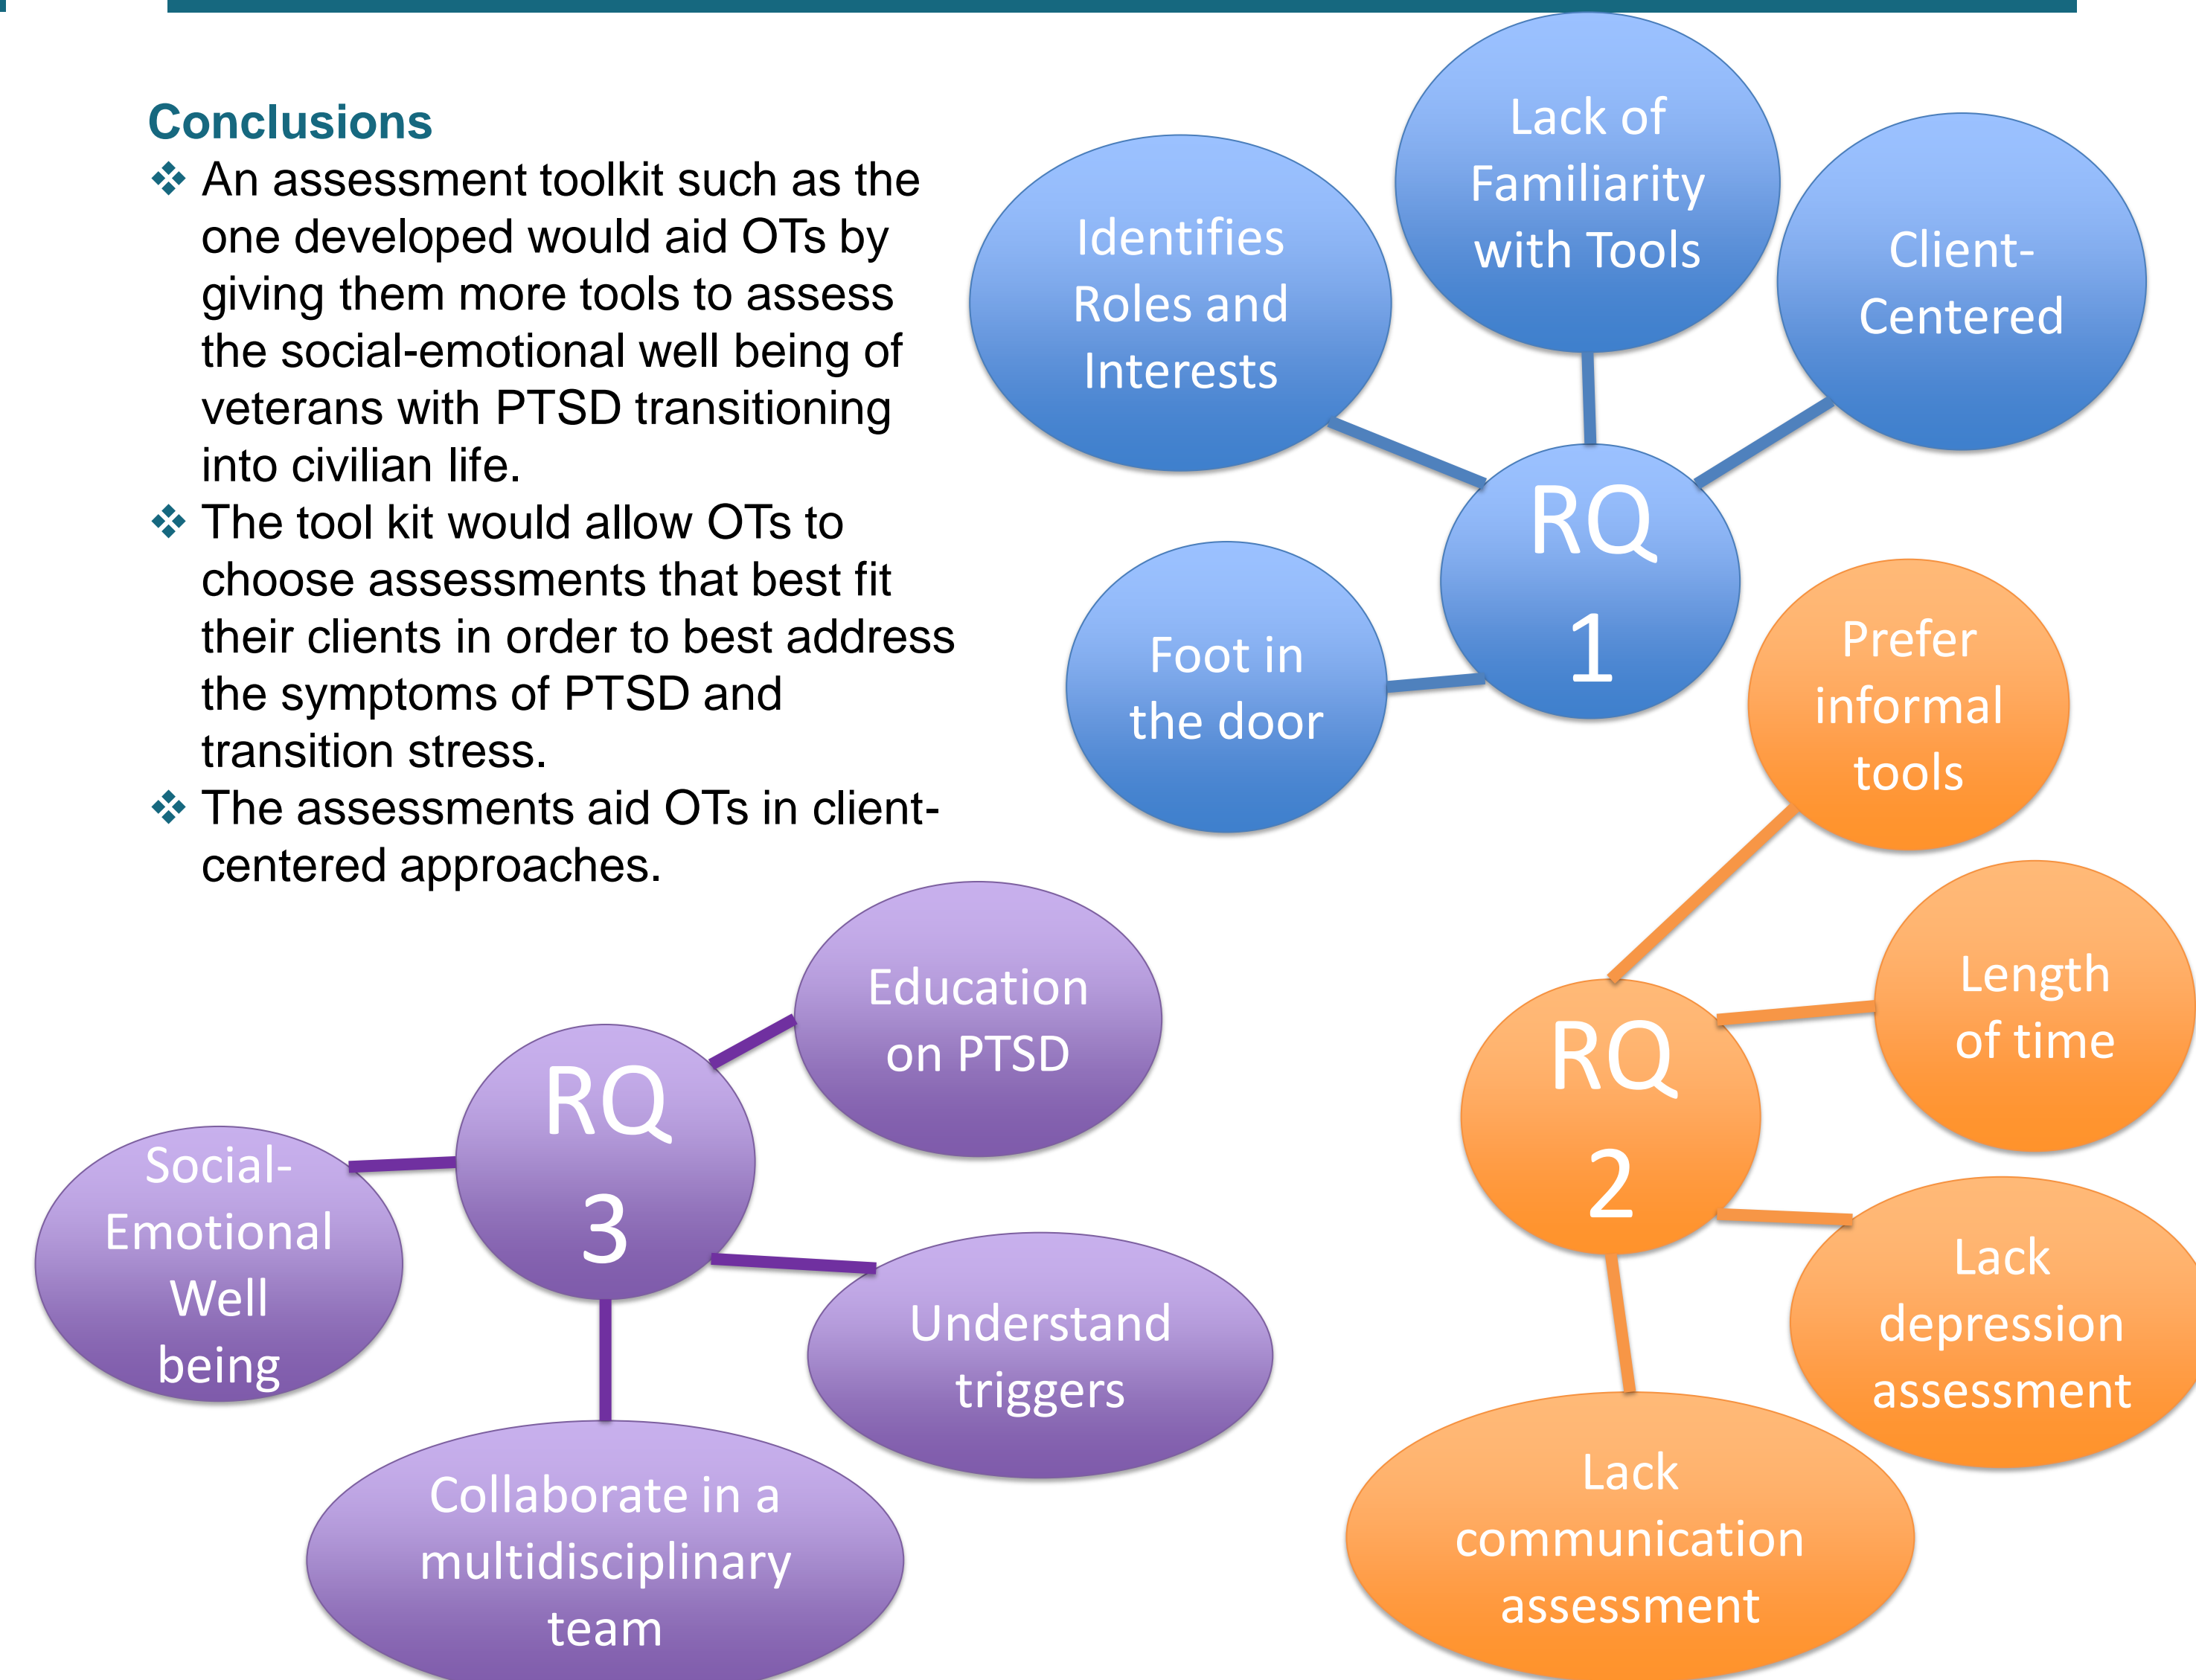 Conclusions
❖ An assessment toolkit such as the
one developed would aid OTs by
giving them more tools to assess
the social-emotional well being of
veterans with PTSD transitioning
into civilian life.
❖ The tool kit would allow OTs to
choose assessments that best fit
their clients in order to best address
the symptoms of PTSD and
transition stress.
❖ The assessments aid OTs in client-
centered approaches.
Identifies
Roles and
Interests
Lack of
Familiarity
with Tools
Client-
Centered
RQ
1
Foot in
the door
Prefer
informal
tools
Length
of time
RQ
2
Lack
depression
assessment
Lack
communication
assessment
Education
on PTSD
RQ
3
Social-
Emotional
Well
being
Understand
triggers
Collaborate in a
multidisciplinary
team